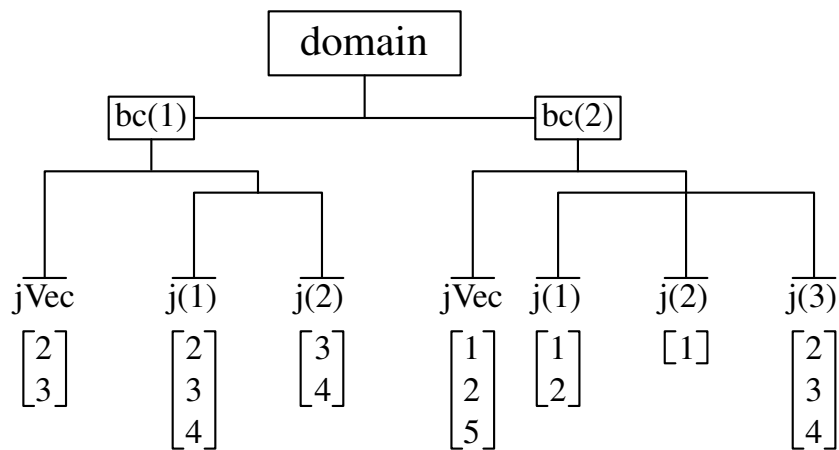 domain
bc(1) bc(2)
jVec j(1) j(2) jVec j(1) j(2) j(3)
[2 [2 [3 [1 [1 [1] [2
3] 3 4] 2 2] 3
4] 5] 4]